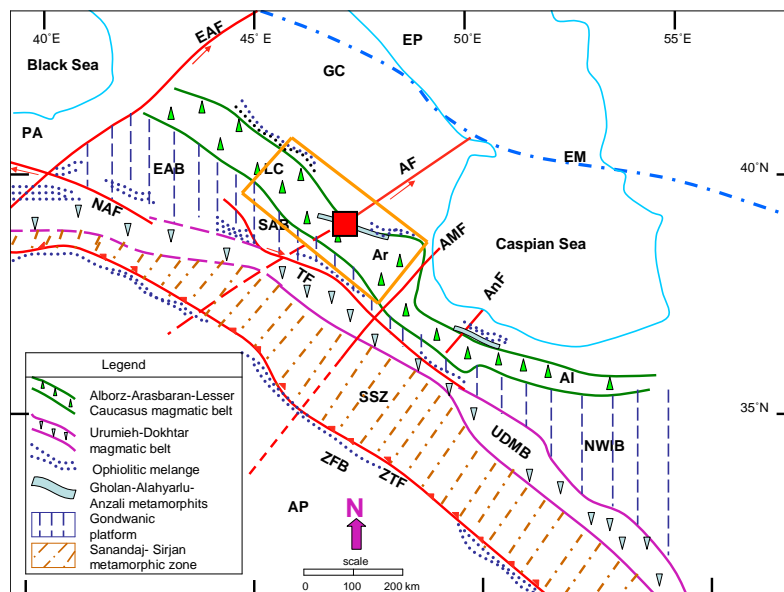 40°E
45°E
50°E
55°E
EAF
EP
Black Sea
GC
PA
AF
EM
40°N
EAB
LC
NAF
SAB
AMF
Caspian Sea
Ar
TF
AnF
Legend
Alborz-Arasbaran-Lesser
Caucasus magmatic belt
Urumieh-Dokhtar
magmatic belt
Ophiolitic melange
Gholan-Alahyarlu-
Anzali metamorphits
Gondwanic
platform
Sanandaj- Sirjan
metamorphic zone
Al
SSZ
35°N
UDMB
NWIB
ZFB
ZTF
AP
N
scale
0 100 200 km